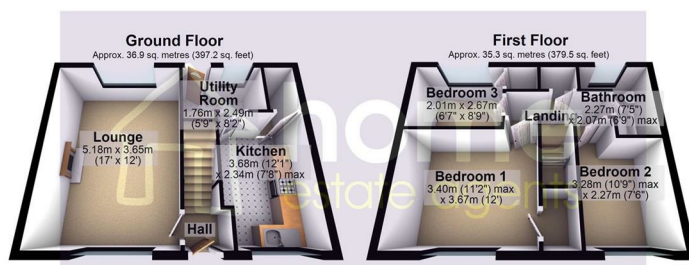 Ground Floor
Approx. 36.9 sq. metres (397.2 sq. feet)
Utility
Room
1.76m x 2.49m
(5'9" x 8'2")
Lounge
5.18m x 3.65m
(17' x 12')
Kitchen
3.68m (12'1")
x 2.34m (7'8") max
Hall
First Floor
Approx. 35.3 sq. metres (379.5 sq. feet)
Bedroom 3
2.01m x 2.67m
(6'7" x 8'9")
Landing
Bathroom
2.27m (7'5")
x 2.07m (6'9") max
Bedroom 1
3.40m (11'2") max
x 3.67m (12')
Bedroom 2
3.28m (10'9") max
x 2.27m (7'6")
home
estate agents